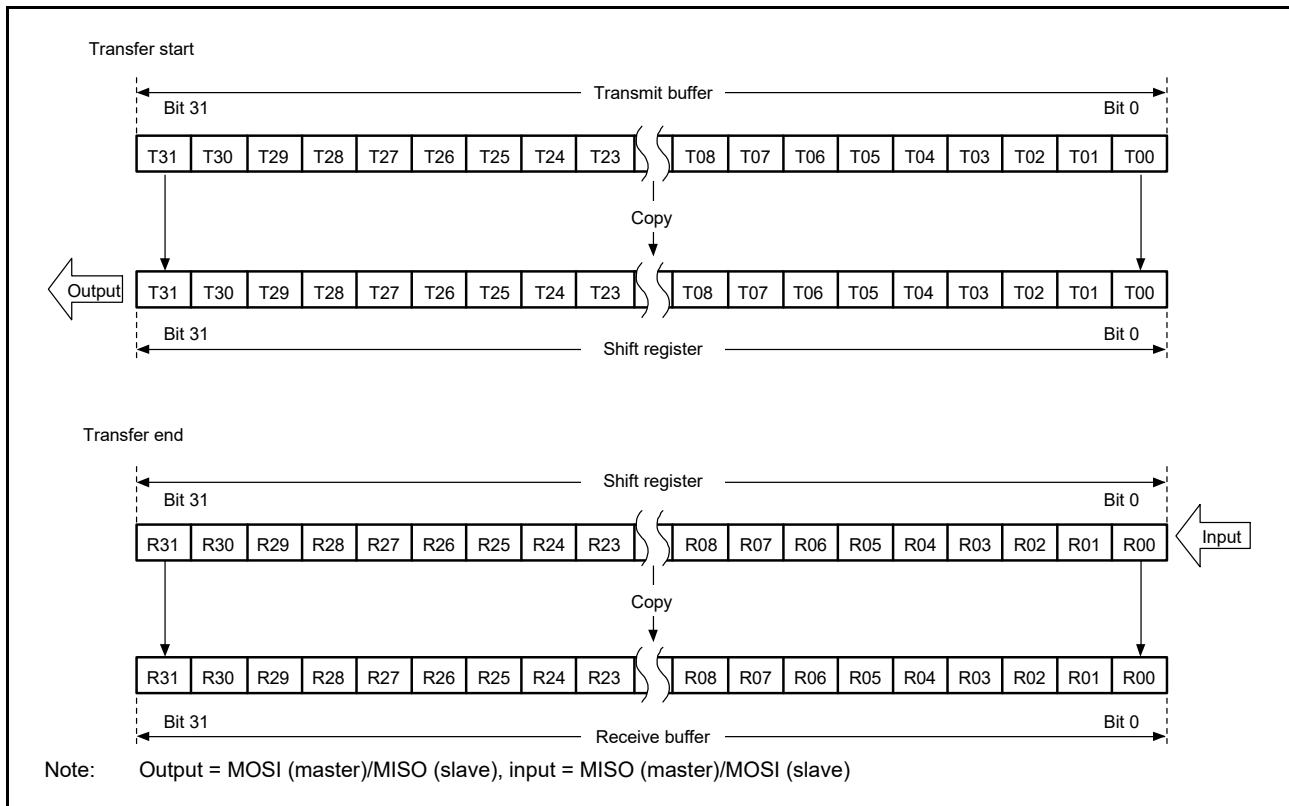 Transfer start
Transmit buffer
Bit 31 Bit 0
T31 T30 T29 T28 T27 T26 T25 T24 T23 T08 T07 T06 T05 T04 T03 T02 T01 T00
Copy
Output T31 T30 T29 T28 T27 T26 T25 T24 T23 T08 T07 T06 T05 T04 T03 T02 T01 T00
Bit 31 Bit 0
Shift register
Transfer end
Shift register
Bit 31 Bit 0
R31 R30 R29 R28 R27 R26 R25 R24 R23 R08 R07 R06 R05 R04 R03 R02 R01 R00 Input
Copy
R31 R30 R29 R28 R27 R26 R25 R24 R23 R08 R07 R06 R05 R04 R03 R02 R01 R00
Bit 31 Bit 0
Receive buffer
Note: Output = MOSI (master)/MISO (slave), input = MISO (master)/MOSI (slave)